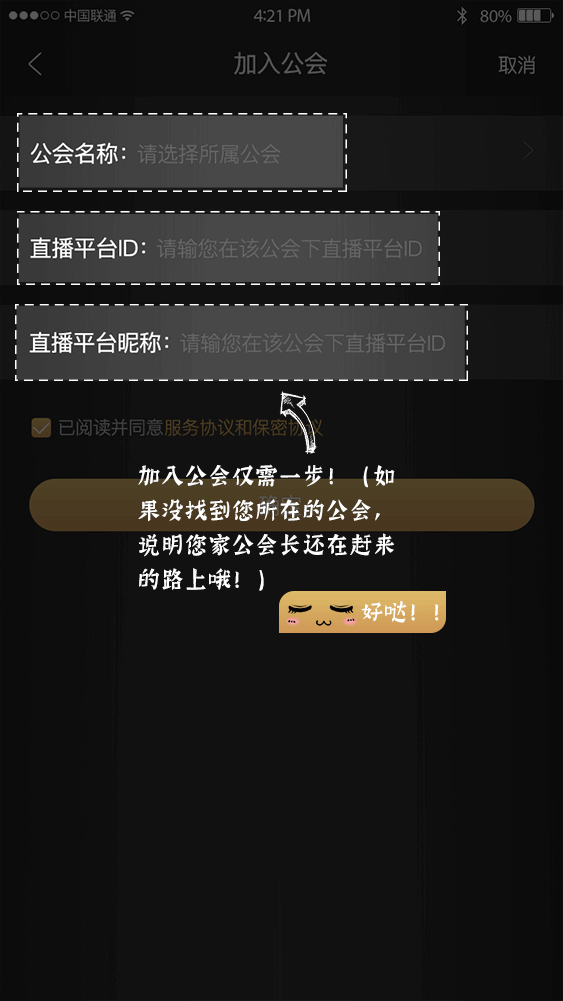 中国联通 4:21 PM 80%
加入公会 取消
公会名称：请选择所属公会
直播平台ID：请输您在该公会下直播平台ID
直播平台昵称：请输您在该公会下直播平台ID
已阅读并同意服务协议和保密协议
加入公会仅需一步！（如
果没找到您所在的公会，
说明您家公会长还在赶来
的路上哦！）
好哒！！